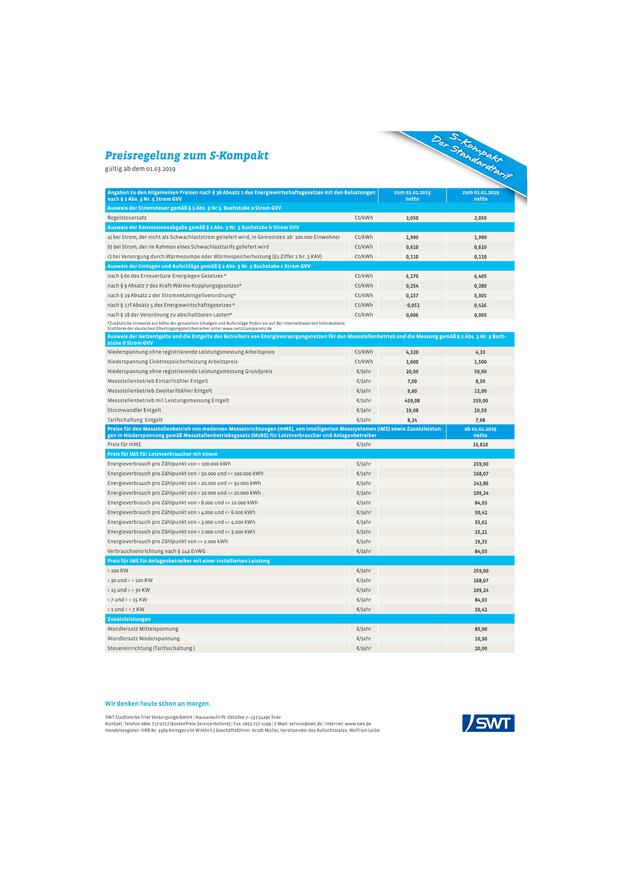 S-Kompakt
Der Standardtarif
Preisregelung zum S-Kompakt
gültig ab dem 01.03.2019
Angaben zu den Allgemeinen Preisen nach § 36 Absatz 2 des Energiewirtschaftsgesetzes mit den Belastungen zum 01.01.2015 zum 01.01.2019
nach § 2 Abs. 3 Nr. 5 Strom GVV netto netto
Ausweis der Stromsteuer gemäß § 2 Abs. 3 Nr 5. Buchstabe a Strom GVV
Regelsteuersatz Ct/kWh 2,050 2,050
Ausweis der Konzessionsabgabe gemäß § 2 Abs. 3 Nr. 5 Buchstabe b Strom GVV
a) bei Strom, der nicht als Schwachlaststrom geliefert wird, in Gemeinden ab 100.000 Einwohner Ct/kWh 1,990 1,990
b) bei Strom, der im Rahmen eines Schwachlasttarifs geliefert wird Ct/kWh 0,610 0,610
c) bei Versorgung durch Wärmepumpe oder Wärmespeicherheizung (§2 Ziffer 2 Nr. 3 KAV) Ct/kWh 0,110 0,110
Ausweis der Umlagen und Aufschläge gemäß § 2 Abs. 3 Nr. 5 Buchstabe c Strom GVV
nach § 60 des Erneuerbare Energiegen Gesetzes * Ct/kWh 6,170 6,405
nach § 9 Absatz 7 des Kraft-Wärme-Kopplungsgesetzes* Ct/kWh 0,254 0,280
nach § 19 Absatz 2 der Stromnetzentgeltverordnung* Ct/kWh 0,237 0,305
nach § 17f Absatz 5 des Energiewirtschaftsgesetzes * Ct/kWh -0,051 0,416
nach § 18 der Verordnung zu abschaltbaren Lasten* Ct/kWh 0,006 0,005
*Zusätzliche Hinweise zur Höhe der genannten Umlagen und Aufschläge finden sie auf der internetbasierten Informations-
plattform der deutschen Übertragungsnetzbetreiber unter www.netztransparenz.de
Ausweis der Netzentgelte und die Entgelte des Betreibers von Energieversorgungsnetzen für den Messstellenbetrieb und die Messung gemäß § 2 Abs. 3 Nr. 5 Buch-
stabe d Strom GVV
Niederspannung ohne registrierende Leistungsmessung Arbeitspreis Ct/kWh 4,320 4,33
Niederspannung Elektrospeicherheizung Arbeitspreis Ct/kWh 1,600 1,500
Niederspannung ohne registrierende Leistungsmessung Grundpreis €/Jahr 20,00 50,00
Messstellenbetrieb Eintarifzähler Entgelt €/Jahr 7,00 8,50
Messstellenbetrieb Zweitarifzähler Entgelt €/Jahr 9,60 12,00
Messstellenbetrieb mit Leistungsmessung Entgelt €/Jahr 459,08 259,00
Stromwandler Entgelt €/Jahr 19,08 10,50
Tarifschaltung Entgelt €/Jahr 8,24 7,68
Preise für den Messstellenbetrieb von modernen Messeinrichtungen (mME), von intelligenten Messsystemen (iMS) sowie Zusatzleistun- ab 01.01.2019
gen in Niederspannung gemäß Messstellenbetriebsgesetz (MsBG) für Letztverbraucher und Anlagenbetreiber netto
Preis für mME €/Jahr 16,810
Preis für iMS für Letztverbraucher mit einem
Energieverbrauch pro Zählpunkt von > 100.000 kWh €/Jahr 259,00
Energieverbrauch pro Zählpunkt von > 50.000 und <= 100.000 kWh €/Jahr 168,07
Energieverbrauch pro Zählpunkt von > 20.000 und <= 50.000 kWh €/Jahr 142,86
Energieverbrauch pro Zählpunkt von > 10.000 und <= 20.000 kWh €/Jahr 109,24
Energieverbrauch pro Zählpunkt von > 6.000 und <= 10.000 kWh €/Jahr 84,03
Energieverbrauch pro Zählpunkt von > 4.000 und <= 6.000 kWh €/Jahr 50,42
Energieverbrauch pro Zählpunkt von > 3.000 und <= 4.000 kWh €/Jahr 33,61
Energieverbrauch pro Zählpunkt von > 2.000 und <= 3.000 kWh €/Jahr 25,21
Energieverbrauch pro Zählpunkt von <= 2.000 kWh €/Jahr 19,33
Verbrauchseinrichtung nach § 14a EnWG €/Jahr 84,03
Preis für iMS für Anlagenbetreiber mit einer installierten Leistung
> 100 KW €/Jahr 259,00
> 30 und < = 100 KW €/Jahr 168,07
> 15 und < = 30 KW €/Jahr 109,24
> 7 und < = 15 KW €/Jahr 84,03
> 1 und < = 7 KW €/Jahr 50,42
Zusatzleistungen
Wandlersatz Mittelspannung €/Jahr 85,00
Wandlersatz Niederspannung €/Jahr 10,50
Steuereinrichtung (Tarifsschaltung ) €/Jahr 20,00
Wir denken heute schon an morgen.
SWT Stadtwerke Trier Versorgungs-GmbH | Hausanschrift: Ostallee 7–13 | 54290 Trier
Kontakt: Telefon 0800 717-0717 (kostenfreie Service-Hotline) | Fax: 0651 717-1199 | E-Mail: service@swt.de | Internet: www.swt.de
Handelsregister: HRB Nr. 3369 Amtsgericht Wittlich | Geschäftsführer: Arndt Müller, Vorsitzender des Aufsichtsrates: Wolfram Leibe
SWT